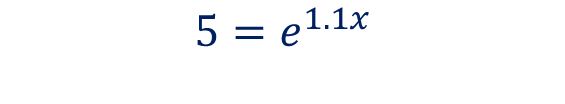 5 = e^{1.1x}